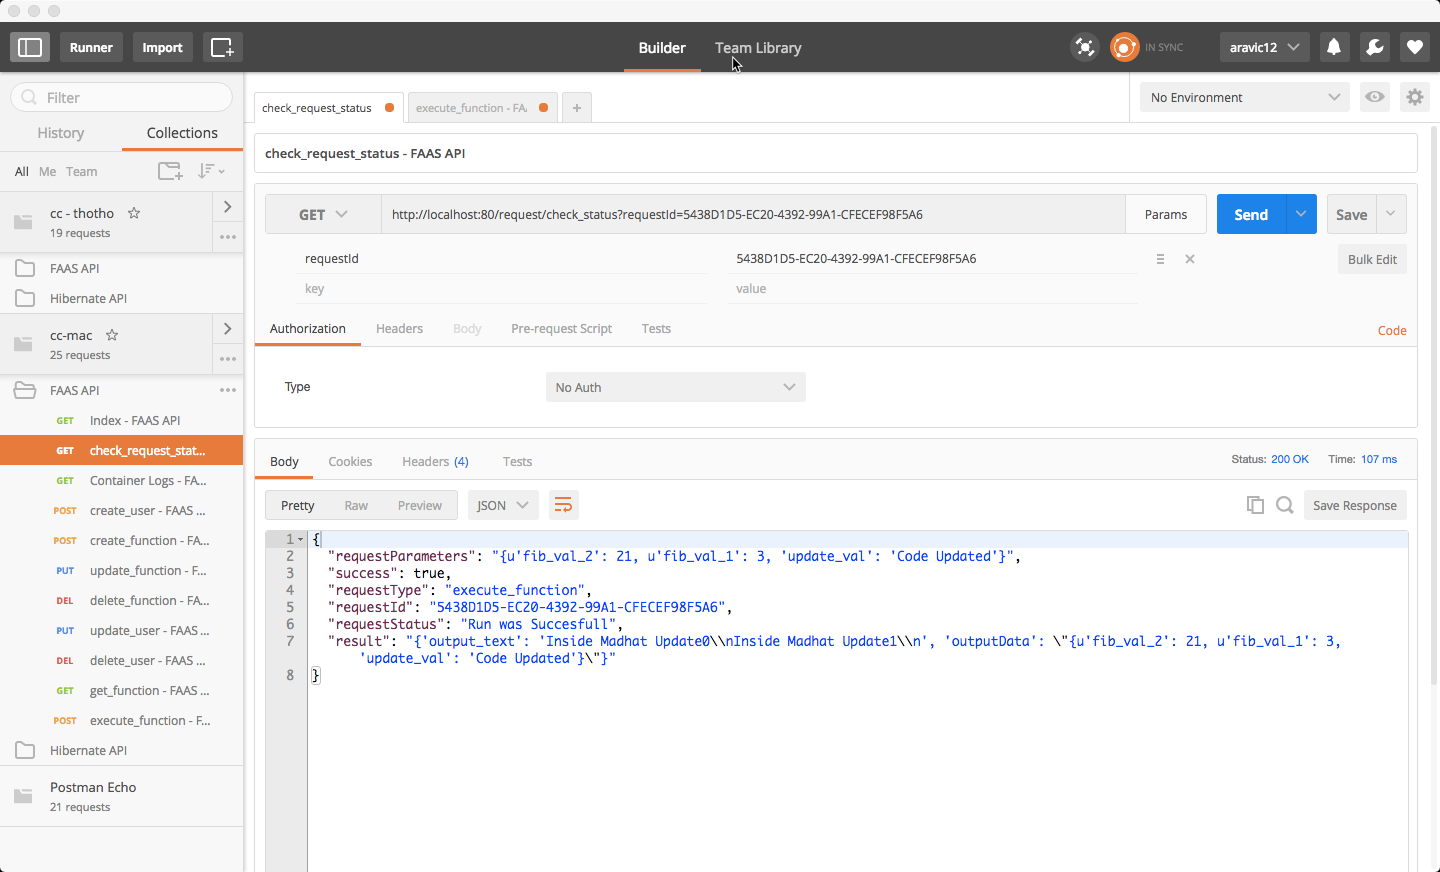 Runner Import Builder Team Library IN SYNC aravic12
Filter
History Collections
All Me Team
cc - thotho
19 requests
FAAS API
Hibernate API
cc-mac
25 requests
FAAS API
GET Index - FAAS API
GET check_request_stat...
GET Container Logs - FA...
POST create_user - FAAS ...
POST create_function - FA...
PUT update_function - F...
DEL delete_function - FA...
PUT update_user - FAAS ...
DEL delete_user - FAAS ...
GET get_function - FAAS ...
POST execute_function - F...
Hibernate API
Postman Echo
21 requests
check_request_status execute_function - FA. + No Environment
check_request_status - FAAS API
GET http://localhost:80/request/check_status?requestId=5438D1D5-EC20-4392-99A1-CFECEF98F5A6 Params Send Save
requestId 5438D1D5-EC20-4392-99A1-CFECEF98F5A6 Bulk Edit
key value
Authorization Headers Body Pre-request Script Tests Code
Type No Auth
Body Cookies Headers (4) Tests Status: 200 OK Time: 107 ms
Pretty Raw Preview JSON Save Response
1 {
2 "requestParameters": "{u'fib_val_2': 21, u'fib_val_1': 3, 'update_val': 'Code Updated'}",
3 "success": true,
4 "requestType": "execute_function",
5 "requestId": "5438D1D5-EC20-4392-99A1-CFECEF98F5A6",
6 "requestStatus": "Run was Succesfull",
7 "result": "{'output_text': 'Inside Madhat Update0\\nInside Madhat Update1\\n', 'outputData': \"{u'fib_val_2': 21, u'fib_val_1': 3,
'update_val': 'Code Updated'}\"}"
8 }